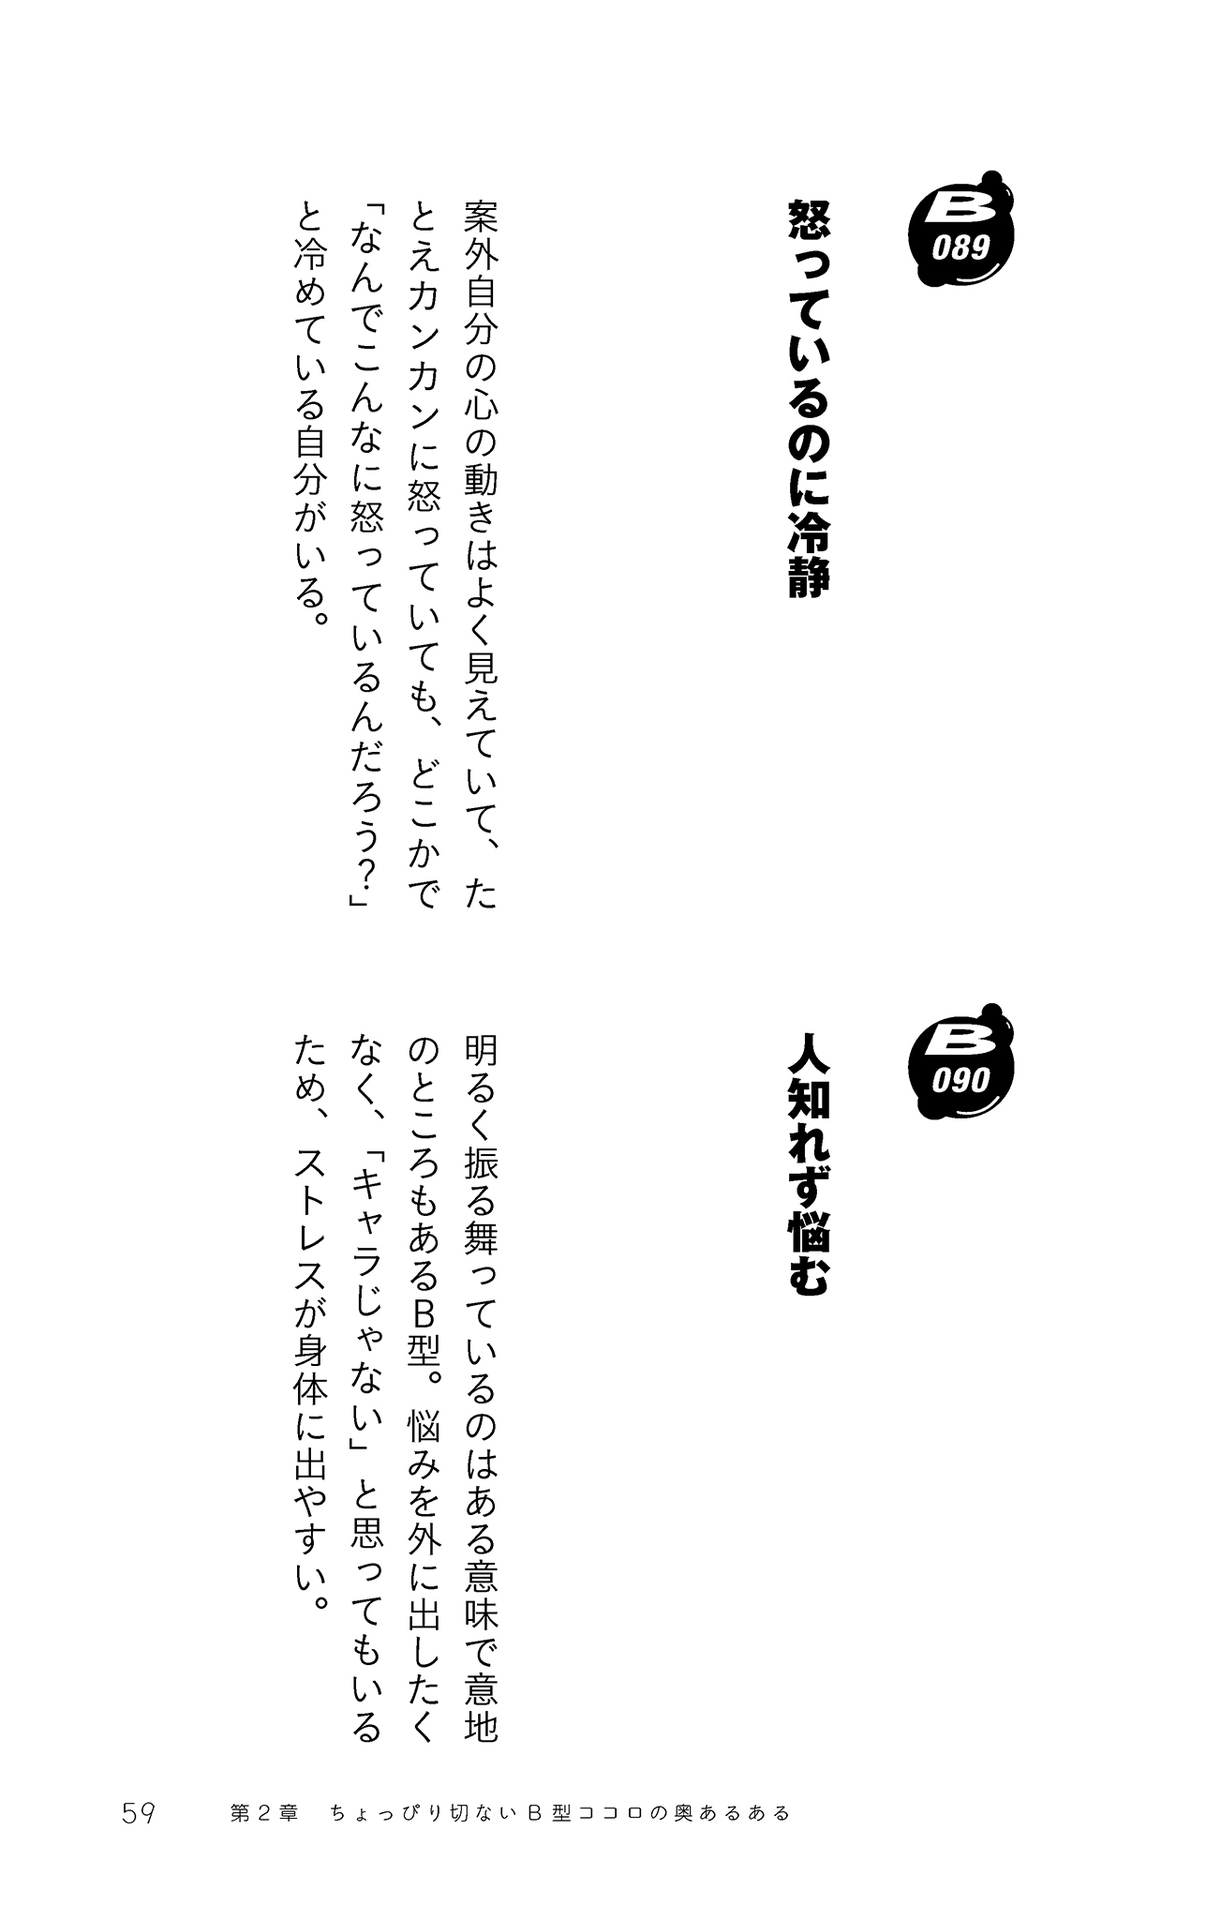 B
089
怒っているのに冷静
案外自分の心の動きはよく見えていて、た
とえカンカンに怒っていても、どこかで
「なんでこんなに怒っているんだろう？」
と冷めている自分がいる。
B
090
人知れず悩む
明るく振る舞っているのはある意味で意地
のところもあるB型。悩みを外に出したく
なく、「キャラじゃない」と思ってもいる
ため、ストレスが身体に出やすい。
59 第2章 ちょっぴり切ないB型ココロの奥あるある